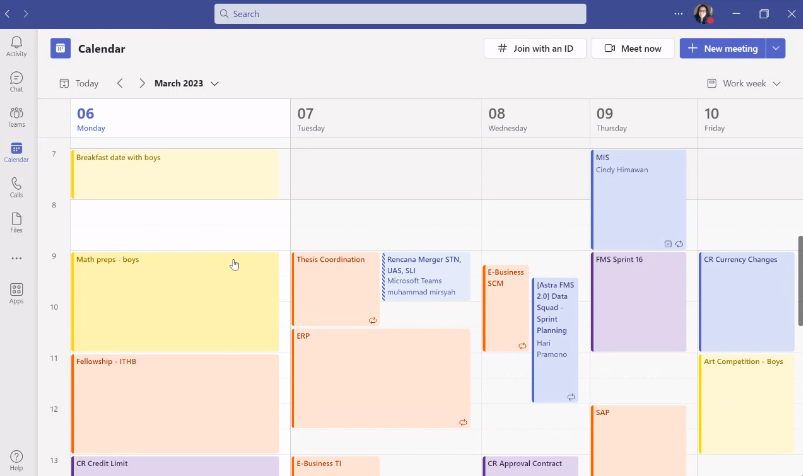 Search
Activity
Chat
Teams
Calendar
Calls
Files
Apps
Help
Calendar
# Join with an ID
Meet now
New meeting
Today
March 2023
Work week
06
Monday
07
Tuesday
08
Wednesday
09
Thursday
10
Friday
7
8
9
10
11
12
13
Breakfast date with boys
Math preps - boys
Fellowship - ITHB
CR Credit Limit
Thesis Coordination
Rencana Merger STN,
UAS, SLI
Microsoft Teams
muhammad mirsyah
ERP
E-Business TI
E-Business
SCM
[Astra FMS
2.0] Data
Squad -
Sprint
Planning
Hari
Pramono
CR Approval Contract
MIS
Cindy Himawan
FMS Sprint 16
SAP
CR Currency Changes
Art Competition - Boys